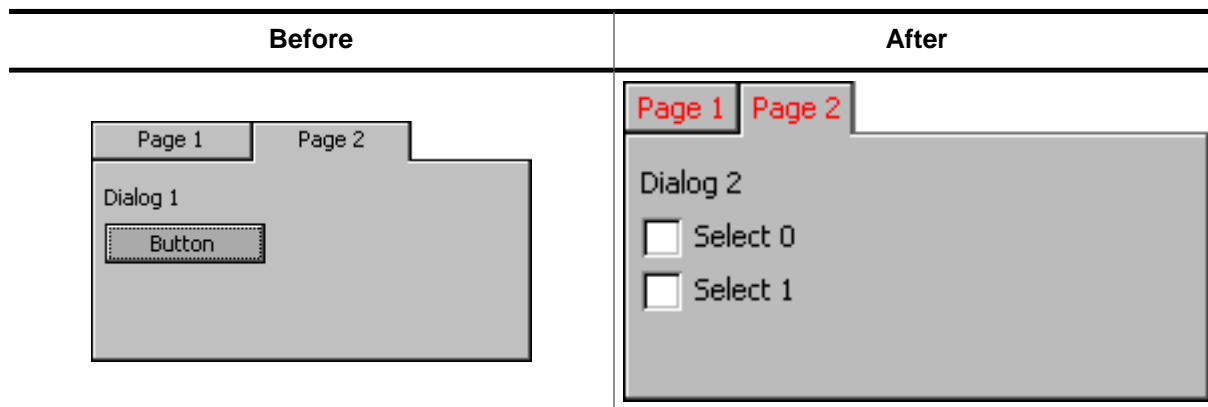 Before After
Page 1 Page 2
Dialog 1
Button
Page 1 Page 2
Dialog 2
Select 0
Select 1